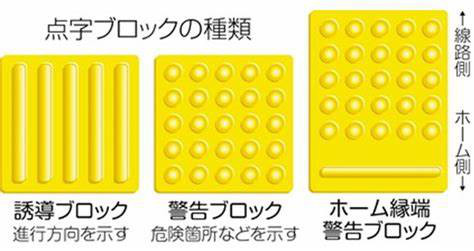 点字ブロックの種類
誘導ブロック
進行方向を示す
警告ブロック
危険箇所などを示す
ホーム縁端
警告ブロック
←線路側
ホーム側→